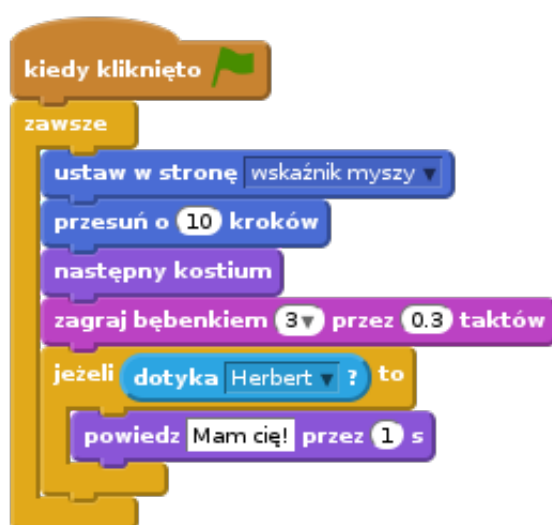 kiedy kliknięto
zawsze
ustaw w stronę wskaźnik myszy
przesuń o 10 kroków
następny kostium
zagraj bębenkiem 3 przez 0.3 taktów
jeżeli dotyka Herbert ? to
powiedz Mam cię! przez 1 s